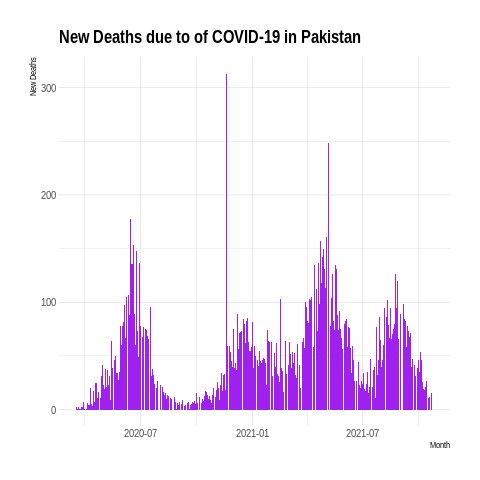 New Deaths due to of COVID-19 in Pakistan
New Deaths
300
200
100
0
2020-07 2021-01 2021-07
Month